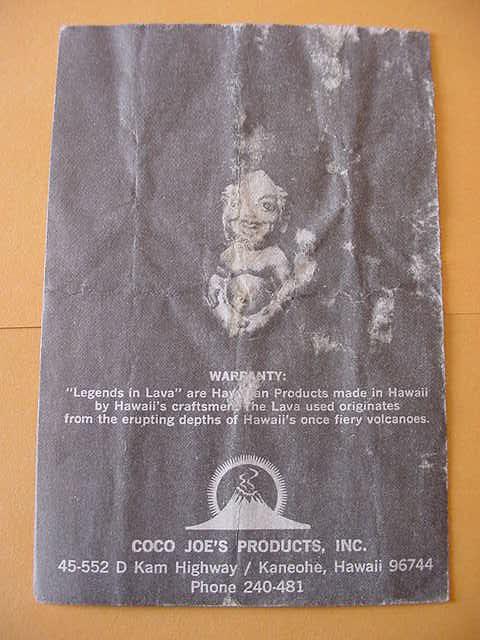 WARRANTY:
"Legends in Lava" are Hawaiian Products made in Hawaii
by Hawaii's craftsmen. The Lava used originates
from the erupting depths of Hawaii's once fiery volcanoes.
COCO JOE'S PRODUCTS, INC.
45-552 D Kam Highway / Kaneohe, Hawaii 96744
Phone 240-481